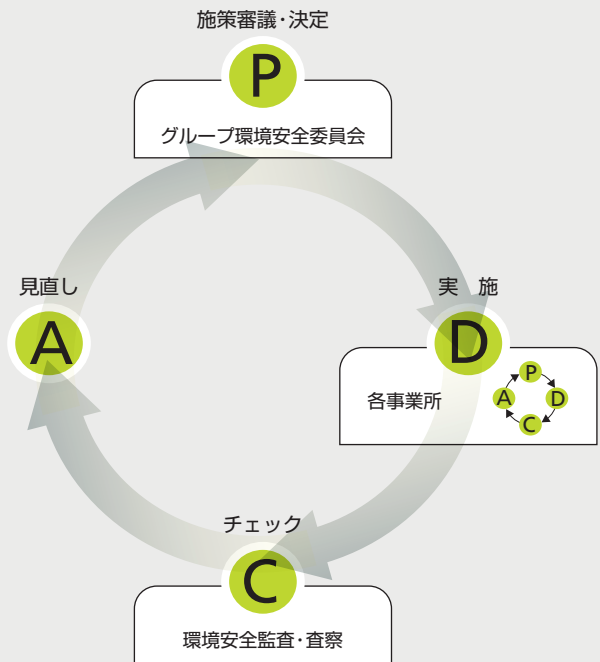 施策審議・決定
P
グループ環境安全委員会
見直し
A
実 施
D
各事業所
P
A
D
C
チェック
C
環境安全監査・査察